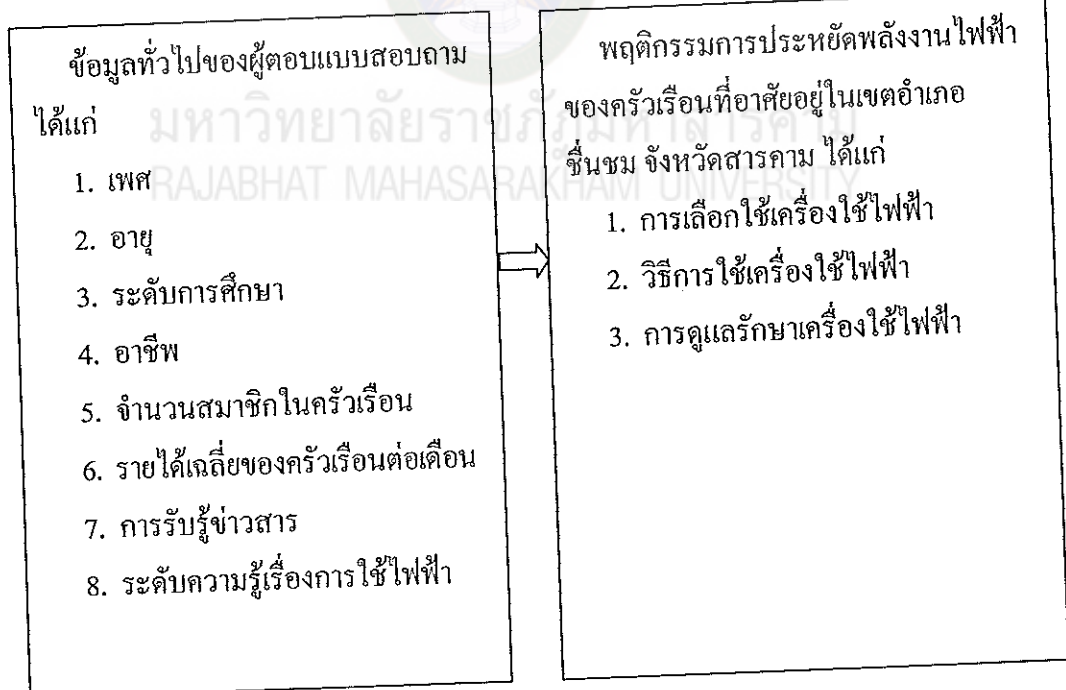 ข้อมูลทั่วไปของผู้ตอบแบบสอบถาม
ได้แก่
1. เพศ
2. อายุ
3. ระดับการศึกษา
4. อาชีพ
5. จำนวนสมาชิกในครัวเรือน
6. รายได้เฉลี่ยของครัวเรือนต่อเดือน
7. การรับรู้ข่าวสาร
8. ระดับความรู้เรื่องการใช้ไฟฟ้า
พฤติกรรมการประหยัดพลังงานไฟฟ้า
ของครัวเรือนที่อาศัยอยู่ในเขตอำเภอ
ชื่นชม จังหวัดสารคาม ได้แก่
1. การเลือกใช้เครื่องใช้ไฟฟ้า
2. วิธีการใช้เครื่องใช้ไฟฟ้า
3. การดูแลรักษาเครื่องใช้ไฟฟ้า
มหาวิทยาลัยราชภัฏมหาสารคาม
RAJABHAT MAHASARAKHAM UNIVERSITY